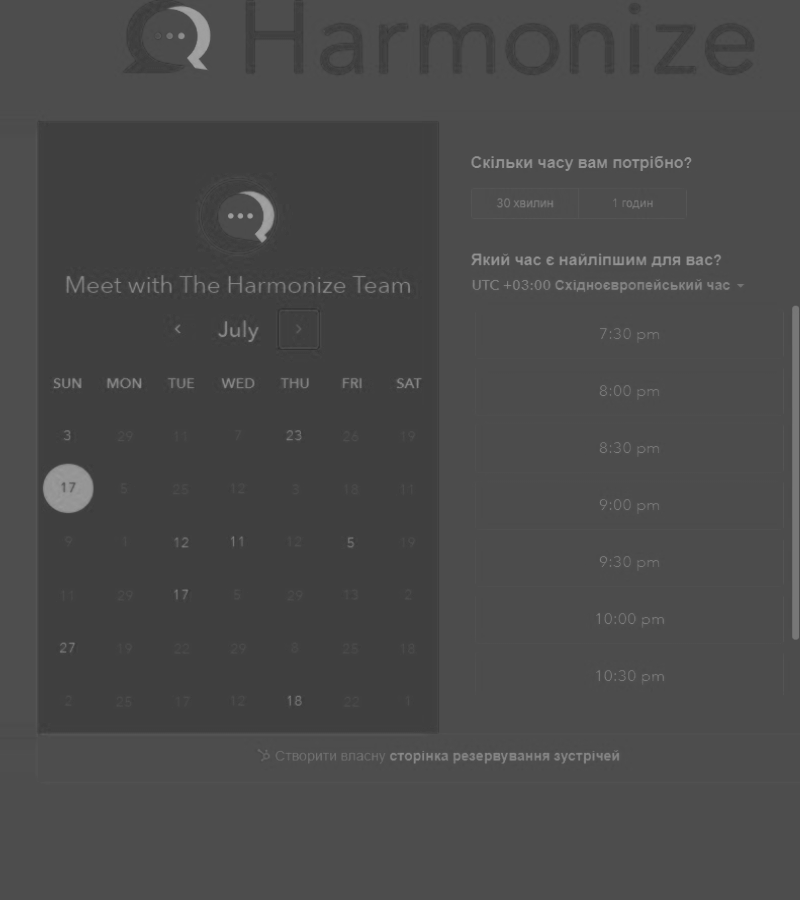 Harmonize
Meet with The Harmonize Team
July
SUN MON TUE WED THU FRI SAT
3 29 11 7 23 26 19
17 5 25 12 3 18 11
9 1 12 11 12 5 19
11 29 17 5 29 13 2
27 19 22 29 8 25 18
2 25 17 12 18 22 1
Скільки часу вам потрібно?
30 хвилин 1 годин
Який час є найліпшим для вас?
UTC +03:00 Східноєвропейський час
7:30 pm
8:00 pm
8:30 pm
9:00 pm
9:30 pm
10:00 pm
10:30 pm
Створити власну сторінка резервування зустрічей